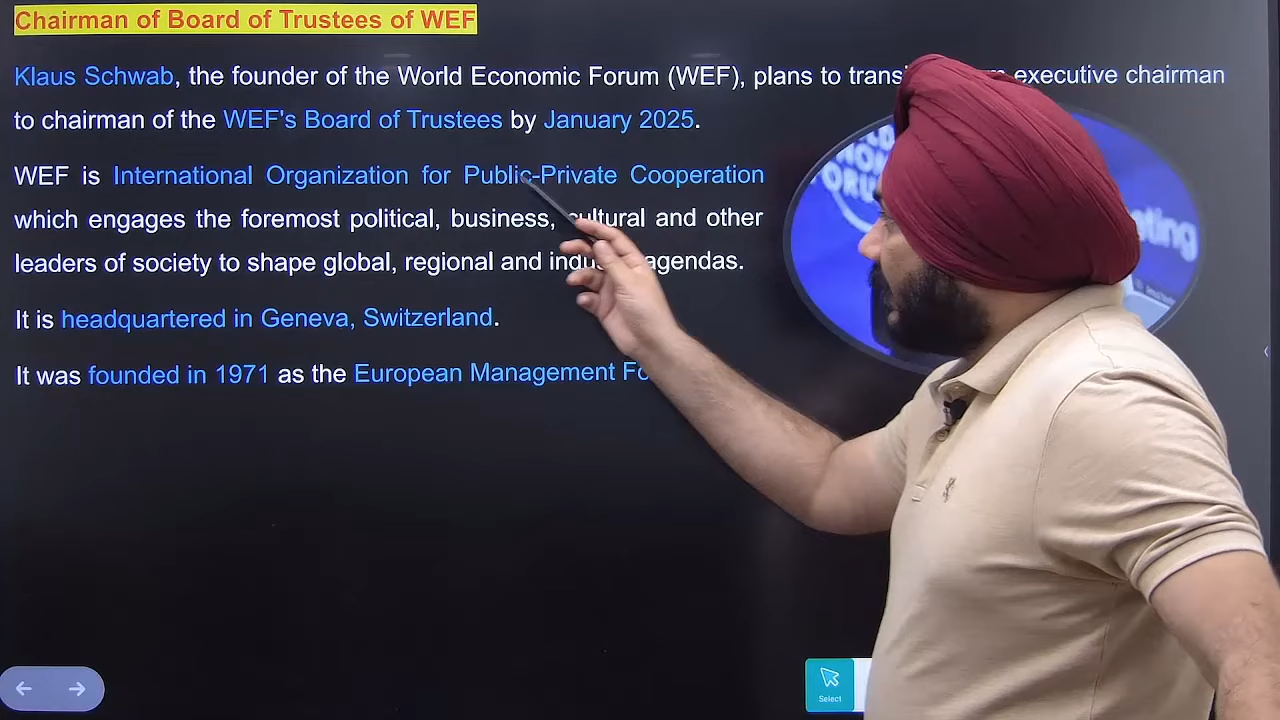 Chairman of Board of Trustees of WEF
Klaus Schwab, the founder of the World Economic Forum (WEF), plans to executive chairman
to chairman of the WEF's Board of Trustees by January 2025.
WEF is International Organization for Public-Private Cooperation
which engages the foremost political, business, cultural and other
leaders of society to shape global, regional and agendas.
It is headquartered in Geneva, Switzerland.
It was founded in 1971 as the European Management
Select